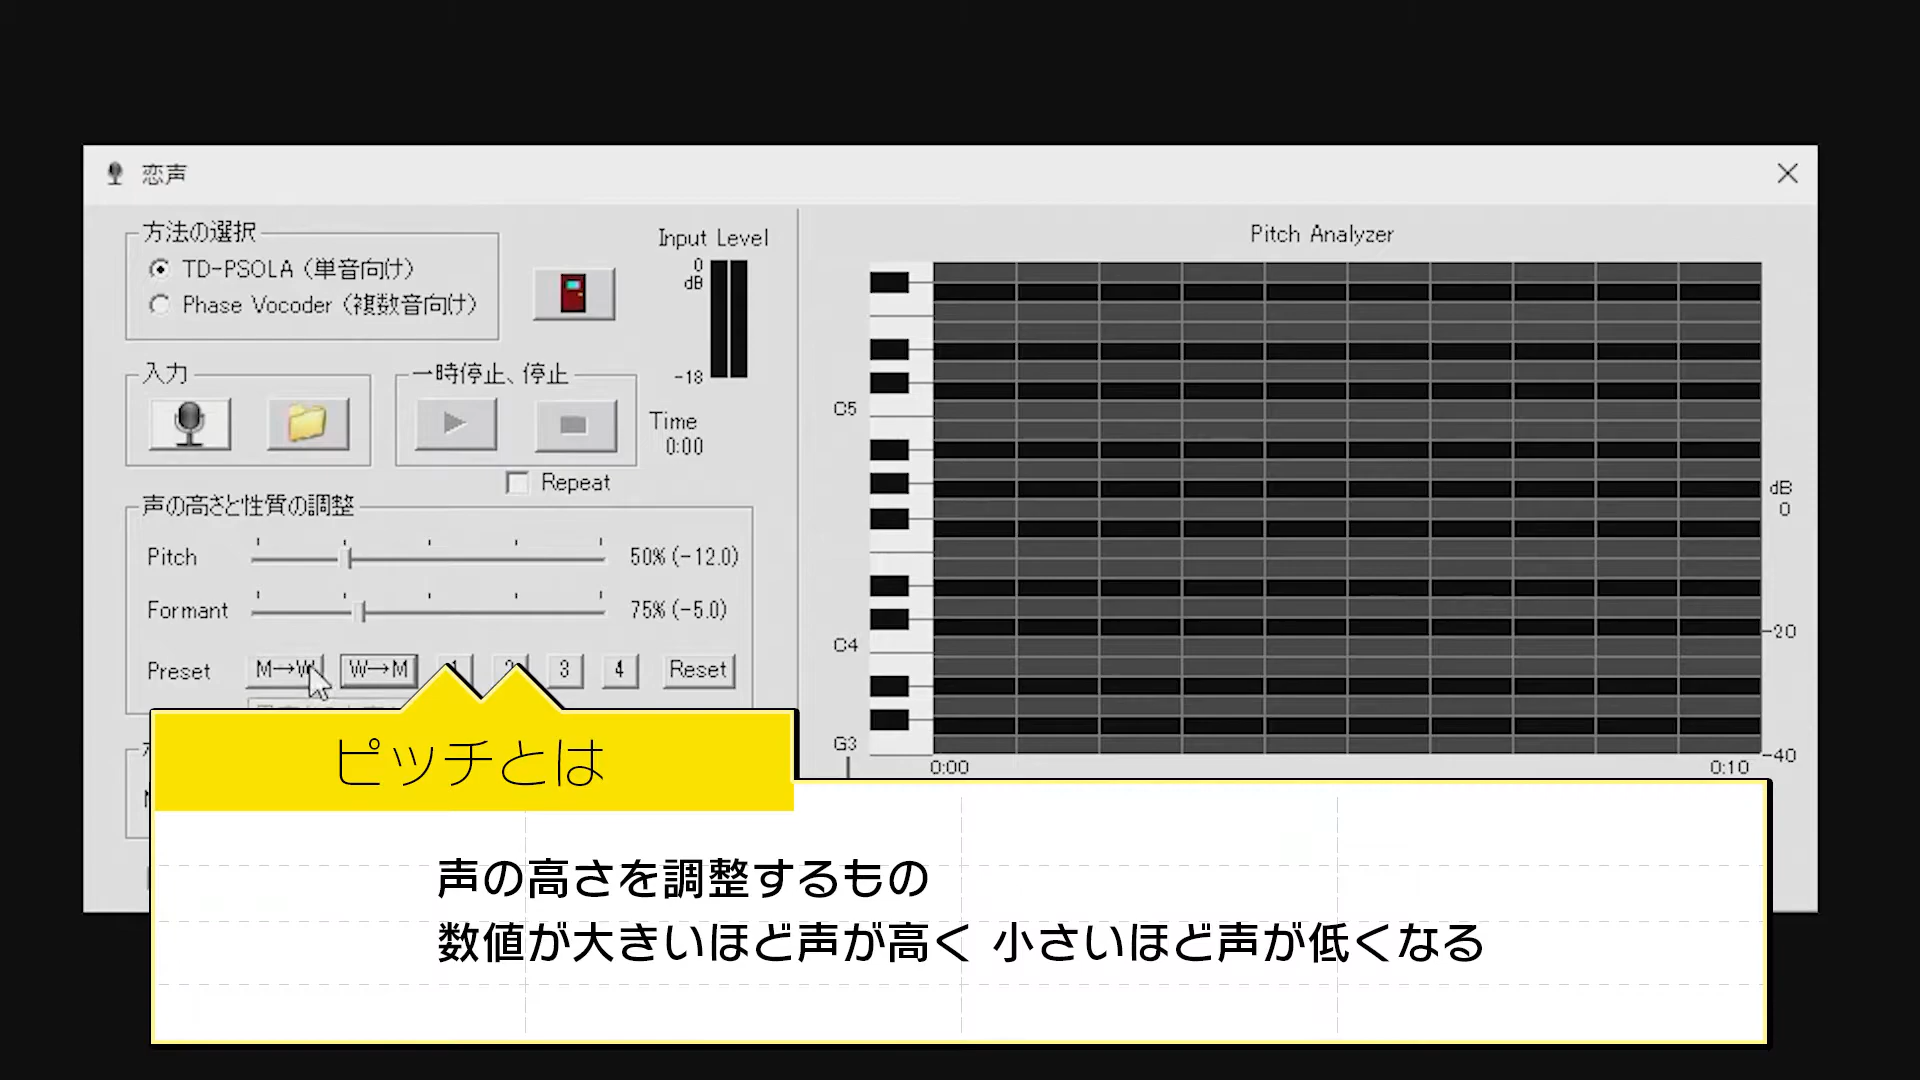 恋声
方法の選択
TD-PSOLA (単音向け)
Phase Vocoder (複数音向け)
Input Level
0
dB
-18
入力
一時停止、停止
Time
0:00
Repeat
声の高さと性質の調整
Pitch
50% (-12.0)
Formant
75% (-5.0)
Preset
M→W
W→M
1
2
3
4
Reset
Pitch Analyzer
C5
C4
G3
dB
0
-20
-40
0:00
0:10
ピッチとは
声の高さを調整するもの
数値が大きいほど声が高く 小さいほど声が低くなる